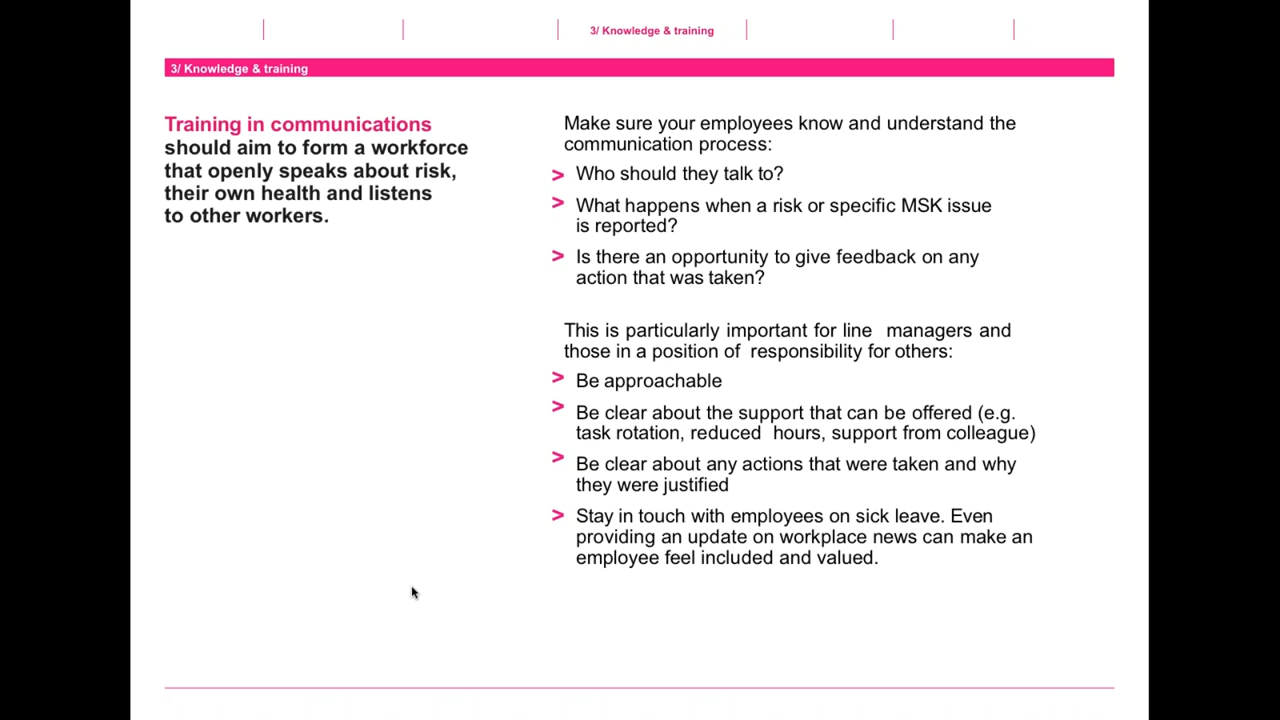 3/ Knowledge & training
3/ Knowledge & training
Training in communications
should aim to form a workforce
that openly speaks about risk,
their own health and listens
to other workers.
Make sure your employees know and understand the
communication process:
> Who should they talk to?
> What happens when a risk or specific MSK issue
is reported?
> Is there an opportunity to give feedback on any
action that was taken?
This is particularly important for line managers and
those in a position of responsibility for others:
> Be approachable
> Be clear about the support that can be offered (e.g.
task rotation, reduced hours, support from colleague)
> Be clear about any actions that were taken and why
they were justified
> Stay in touch with employees on sick leave. Even
providing an update on workplace news can make an
employee feel included and valued.